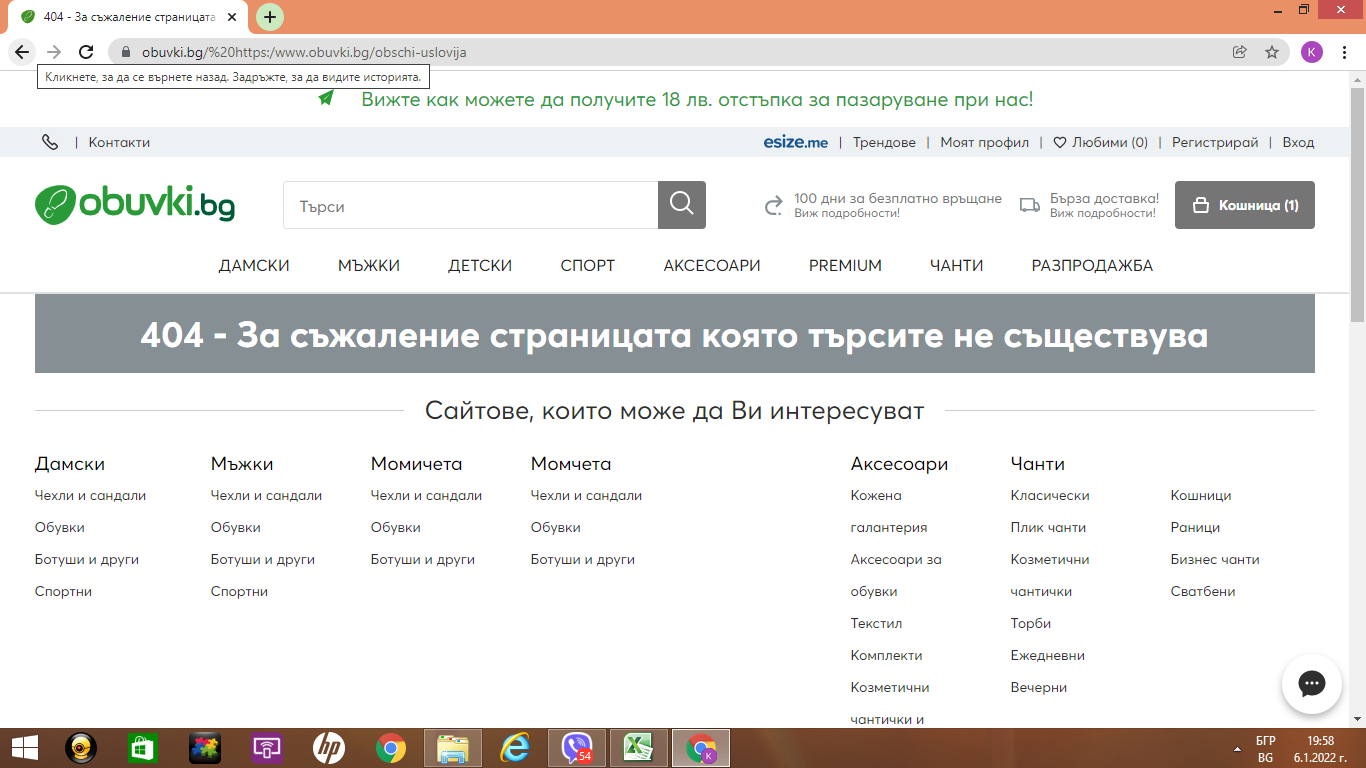 404 - За съжаление страницата
obuvki.bg/%20https:/www.obuvki.bg/obschi-uslovija
K
Кликнете, за да се върнете назад. Задръжте, за да видите историята.
Вижте как можете да получите 18 лв. отстъпка за пазаруване при нас!
| Контакти
esize.me | Трендове | Моят профил | Любими (0) | Регистрирай | Вход
obuvki.bg
Търси
100 дни за безплатно връщане
Виж подробности!
Бърза доставка!
Виж подробности!
Кошница (1)
ДАМСКИ МЪЖКИ ДЕТСКИ СПОРТ АКСЕСОАРИ PREMIUM ЧАНТИ РАЗПРОДАЖБА
404 - За съжаление страницата която търсите не съществува
Сайтове, които може да Ви интересуват
Дамски
Чехли и сандали
Обувки
Ботуши и други
Спортни
Мъжки
Чехли и сандали
Обувки
Ботуши и други
Спортни
Момичета
Чехли и сандали
Обувки
Ботуши и други
Момчета
Чехли и сандали
Обувки
Ботуши и други
Аксесоари
Кожена
галантерия
Аксесоари за
обувки
Текстил
Комплекти
Козметични
чантички и
Чанти
Класически
Плик чанти
Козметични
чантички
Торби
Ежедневни
Вечерни
Кошници
Раници
Бизнес чанти
Сватбени
hp
54
K
БГР
BG
19:58
6.1.2022 г.